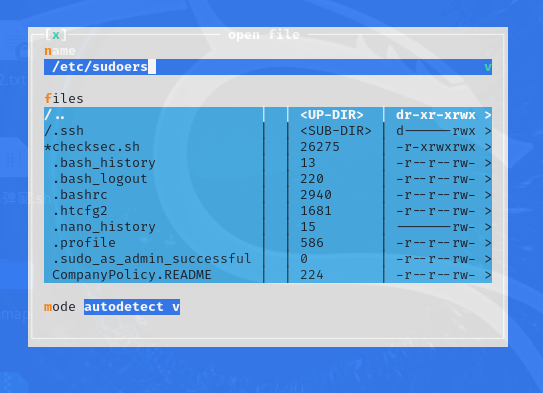 [x] open file
name
/etc/sudoers v
files
/.. <UP-DIR> dr-xr-xrwx >
/.ssh <SUB-DIR> d------rwx >
*checksec.sh 26275 -r-xrwxrwx >
.bash_history 13 -r--r--rw- >
.bash_logout 220 -r--r--rw- >
.bashrc 2940 -r--r--rw- >
.htcfg2 1681 -r--r--rw- >
.nano_history 15 -------rw- >
.profile 586 -r--r--rw- >
.sudo_as_admin_successful 0 -r--r--rw- >
CompanyPolicy.README 224 -r--r--rw- >
mode autodetect v